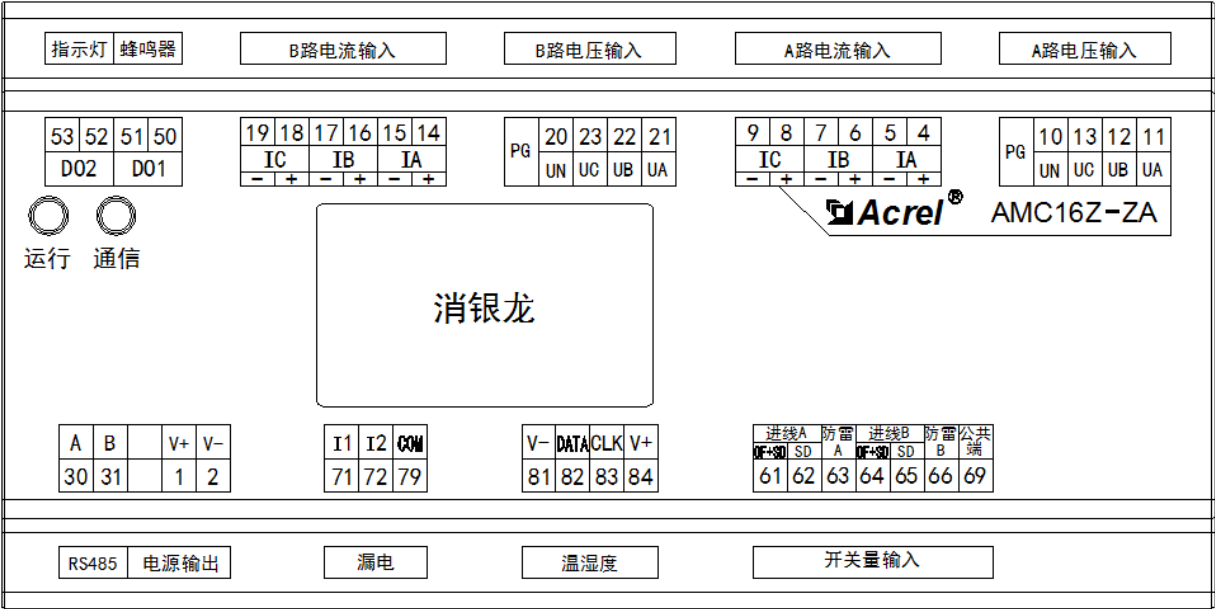 指示灯 蜂鸣器 B路电流输入 B路电压输入 A路电流输入 A路电压输入
53 52 51 50 19 18 17 16 15 14 PG 20 23 22 21 9 8 7 6 5 4 PG 10 13 12 11
DO2 DO1 IC IB IA UN UC UB UA IC IB IA UN UC UB UA
- + - + - + - + - + - +
Acrel® AMC16Z-ZA
运行 通信
消银龙
A B V+ V- I1 I2 COM V- DATA CLK V+ 进线A 防雷 进线B 防雷 公共
OF+SD SD A OF+SD SD B 端
30 31 1 2 71 72 79 81 82 83 84 61 62 63 64 65 66 69
RS485 电源输出 漏电 温湿度 开关量输入